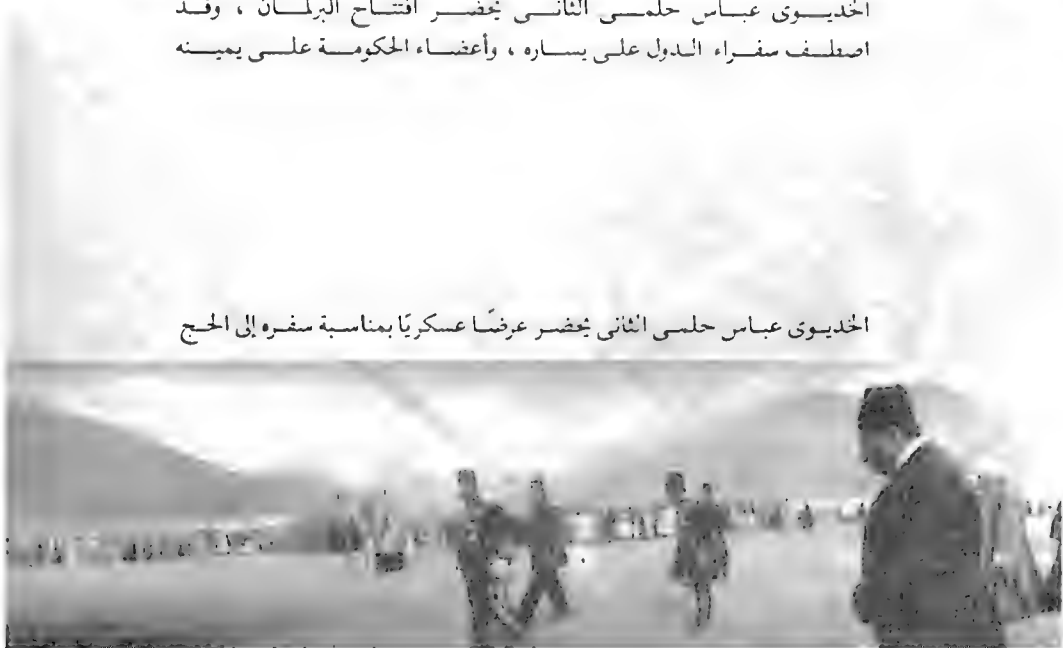 الخديوى عباس حلمى الثانى يحضر افتتاح البرلمان ، وقد
اصطف سفراء الدول على يساره ، وأعضاء الحكومة على يمينه
الخديوى عباس حلمى الثانى يحضر عرضًا عسكريًا بمناسبة سفره إلى الحج